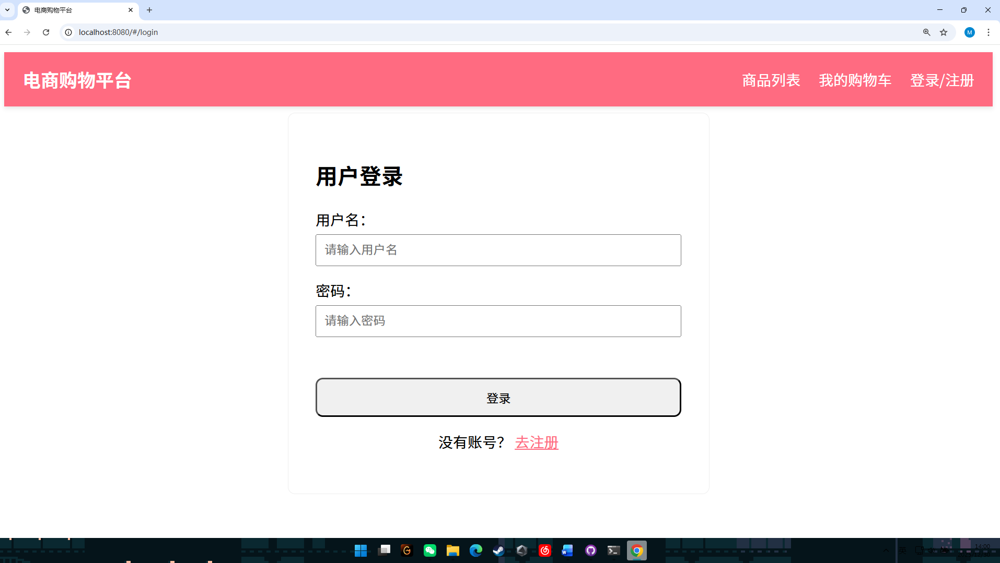 电商购物平台
localhost:8080/#/login
M
电商购物平台
商品列表 我的购物车 登录/注册
用户登录
用户名：
请输入用户名
密码：
请输入密码
登录
没有账号？ 去注册
英
14:00